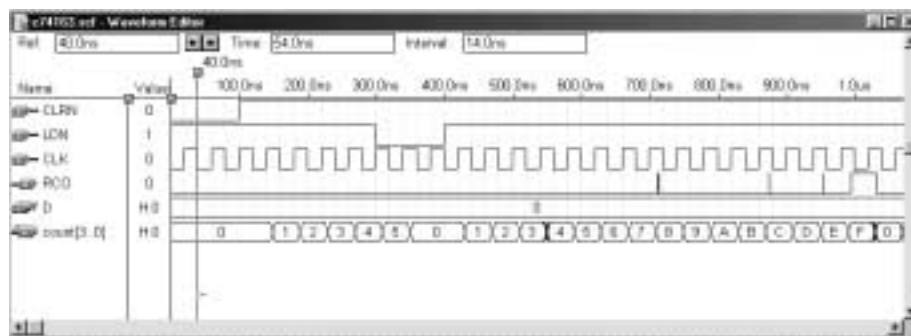 c74163.scf - Waveform Editor
Ref: 40.0ns Time: 54.0ns Interval: 14.0ns
40.0ns
Name: Value: 100.0ns 200.0ns 300.0ns 400.0ns 500.0ns 600.0ns 700.0ns 800.0ns 900.0ns 1.0us
CLRN 0
LDN 1
CLK 0
RCO 0
D H 0 0
count[3..0] H 0 0 1 2 3 4 5 0 1 2 3 4 5 6 7 8 9 A B C D E F 0